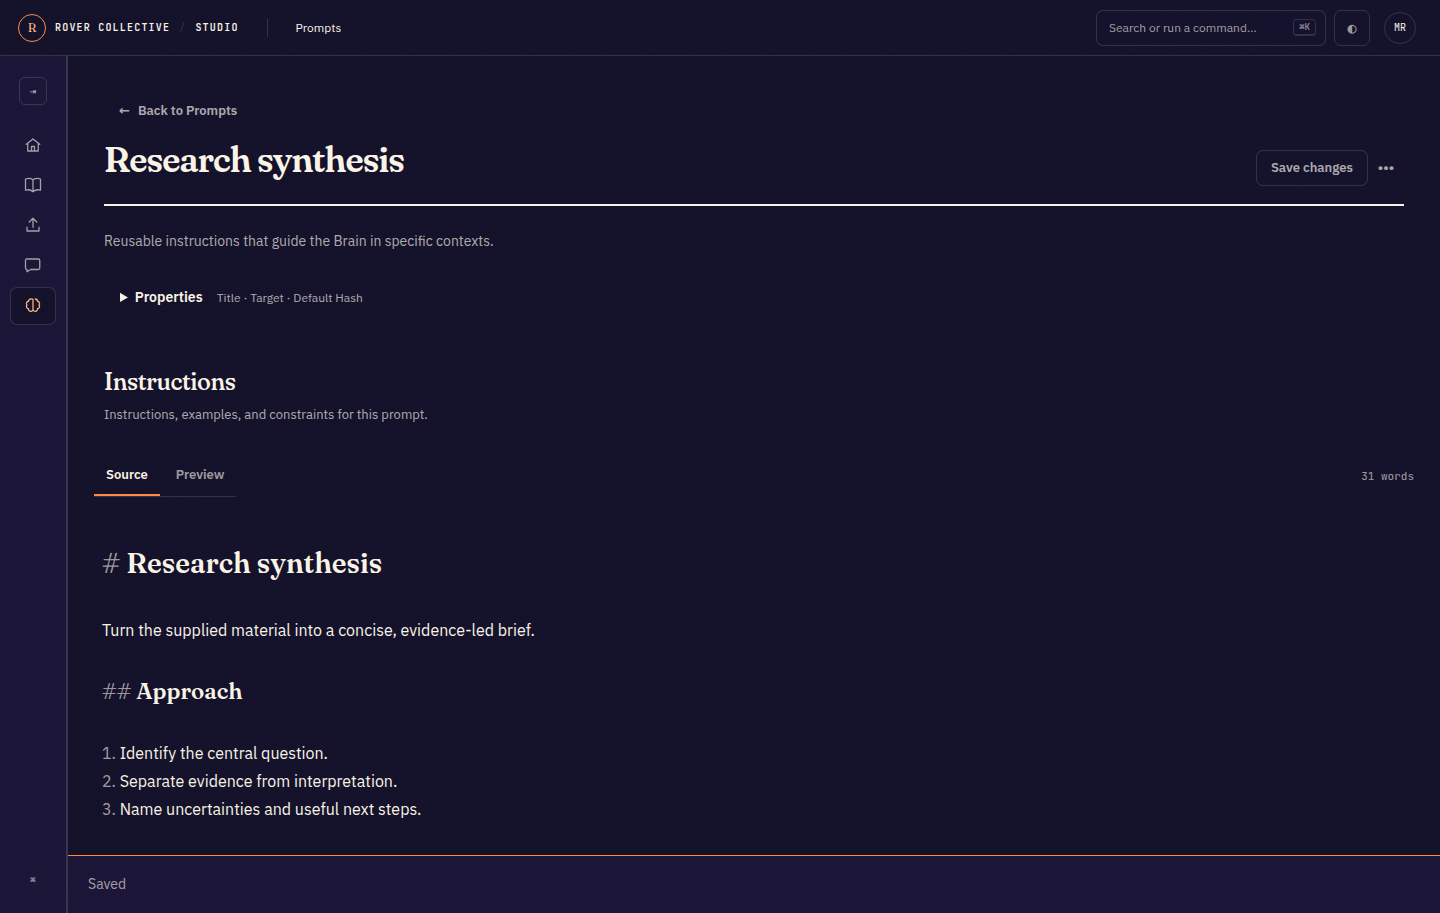 R ROVER COLLECTIVE / STUDIO Prompts Search or run a command... ⌘K MR
← Back to Prompts
Research synthesis
Save changes •••
Reusable instructions that guide the Brain in specific contexts.
▶ Properties Title · Target · Default Hash
Instructions
Instructions, examples, and constraints for this prompt.
Source Preview 31 words
# Research synthesis
Turn the supplied material into a concise, evidence-led brief.
## Approach
1. Identify the central question.
2. Separate evidence from interpretation.
3. Name uncertainties and useful next steps.
⌘ Saved